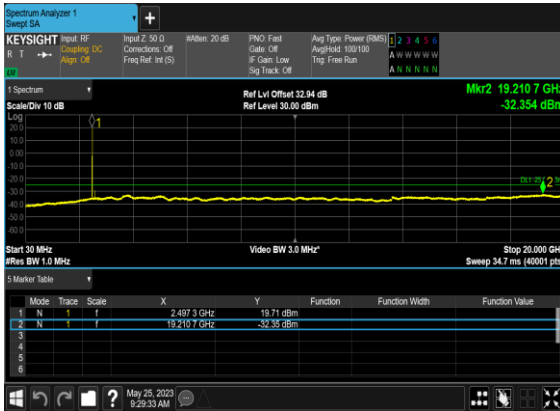 Spectrum Analyzer 1
Swept SA
+
KEYSIGHT Input: RF Input Z: 50 Ω #Atten: 20 dB PNO: Fast Avg Type: Power (RMS) 1 2 3 4 5 6
R T Coupling: DC Corrections: Off Gate: Off Avg|Hold: 100/100 A W W W W W
Align: Off Freq Ref: Int (S) IF Gain: Low Trig: Free Run
LXI Sig Track: Off A N N N N N
1 Spectrum Ref Lvl Offset 32.94 dB Mkr2 19.210 7 GHz
Scale/Div 10 dB Ref Level 30.00 dBm -32.354 dBm
Log
20.0
10.0
0.00
-10.0
-20.0
-30.0
-40.0
-50.0
-60.0
1
2
Start 30 MHz Video BW 3.0 MHz* Stop 20.000 GHz
#Res BW 1.0 MHz Sweep 34.7 ms (40001 pts)
5 Marker Table
Mode Trace Scale X Y Function Function Width Function Value
1 N 1 f 2.497 3 GHz 19.71 dBm
2 N 1 f 19.210 7 GHz -32.35 dBm
3
4
5
6
? May 25, 2023
9:29:33 AM